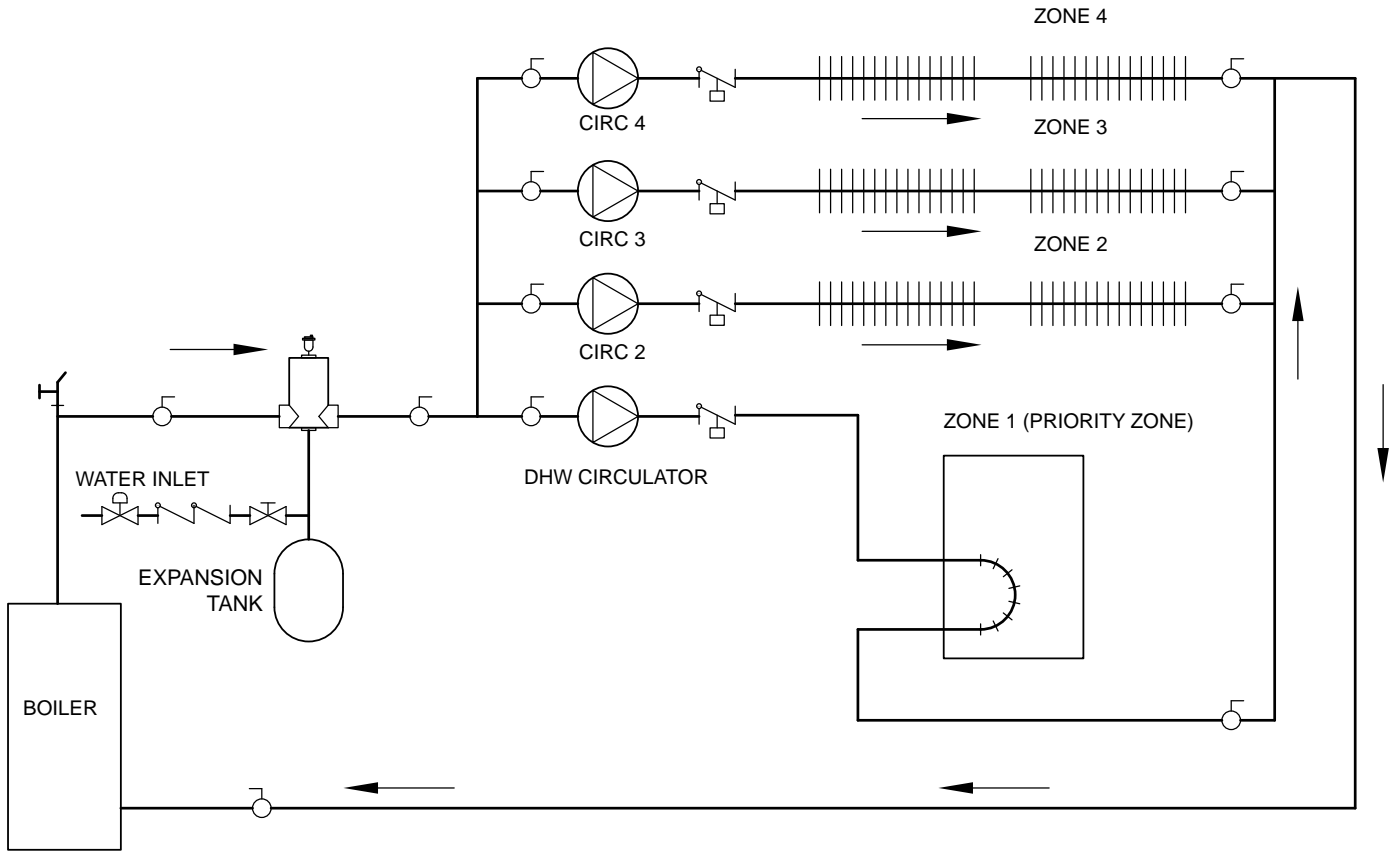 ZONE 4
CIRC 4
ZONE 3
CIRC 3
ZONE 2
CIRC 2
ZONE 1 (PRIORITY ZONE)
DHW CIRCULATOR
WATER INLET
EXPANSION
TANK
BOILER